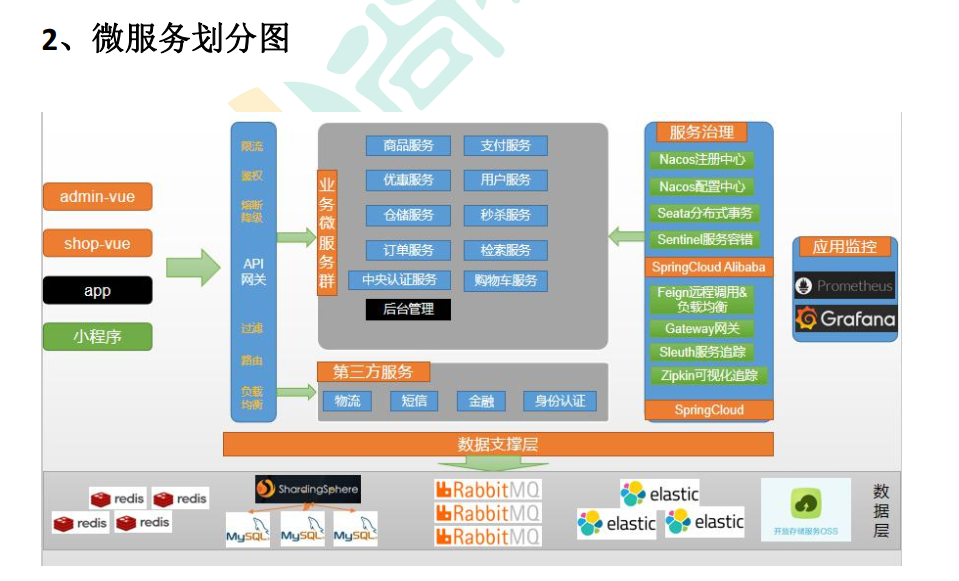 2、微服务划分图
admin-vue
shop-vue
app
小程序
限流
鉴权
熔断
降级
API
网关
过滤
路由
负载
均衡
业务微服务群
商品服务
支付服务
优惠服务
用户服务
仓储服务
秒杀服务
订单服务
检索服务
中央认证服务
购物车服务
后台管理
第三方服务
物流
短信
金融
身份认证
服务治理
Nacos注册中心
Nacos配置中心
Seata分布式事务
Sentinel服务容错
SpringCloud Alibaba
Feign远程调用&
负载均衡
Gateway网关
Sleuth服务追踪
Zipkin可视化追踪
SpringCloud
应用监控
Prometheus
Grafana
数据支撑层
redis
redis
redis
redis
ShardingSphere
MySQL
MySQL
MySQL
RabbitMQ
RabbitMQ
RabbitMQ
elastic
elastic
elastic
开放存储服务OSS
数据层